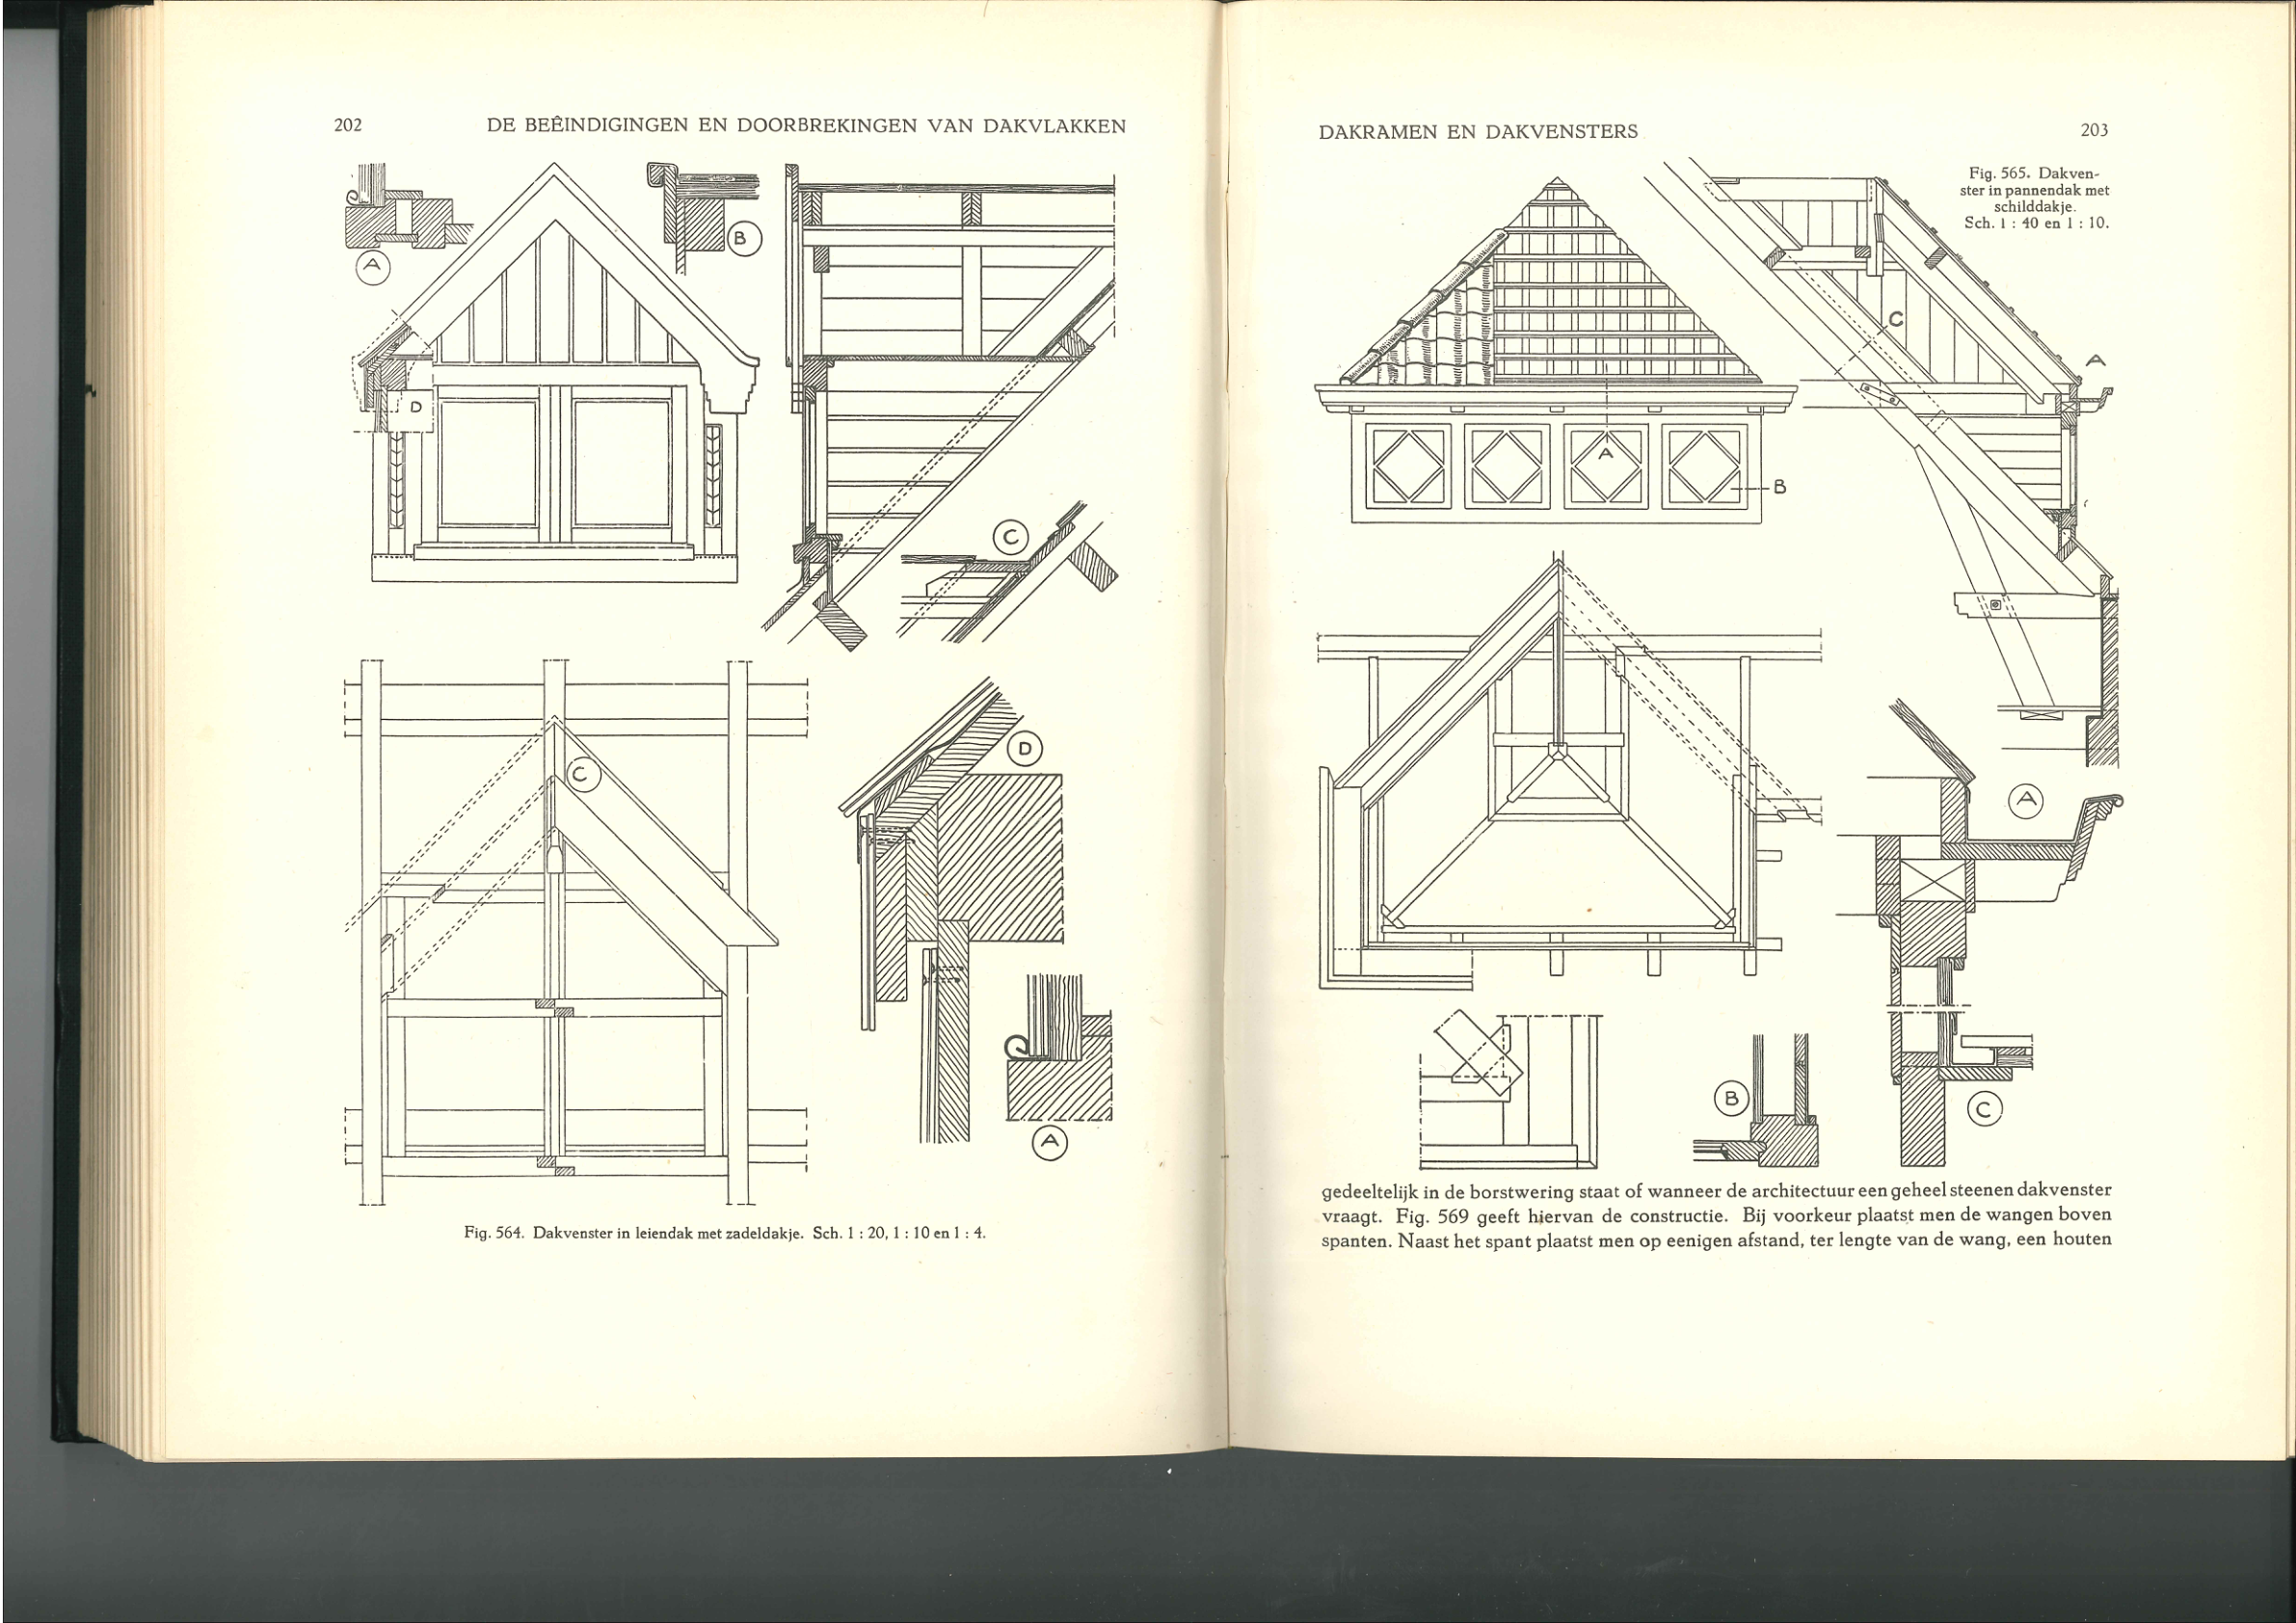 202
DE BEËINDIGINGEN EN DOORBREKINGEN VAN DAKVLAKKEN
A
B
D
C
C
D
A
Fig. 564. Dakvenster in leiendak met zadeldakje. Sch. 1 : 20, 1 : 10 en 1 : 4.
DAKRAMEN EN DAKVENSTERS
203
Fig. 565. Dakven-
ster in pannendak met
schilddakje.
Sch. 1 : 40 en 1 : 10.
C
A
A
B
A
B
C
gedeeltelijk in de borstwering staat of wanneer de architectuur een geheel steenen dakvenster
vraagt. Fig. 569 geeft hiervan de constructie. Bij voorkeur plaatst men de wangen boven
spanten. Naast het spant plaatst men op eenigen afstand, ter lengte van de wang, een houten